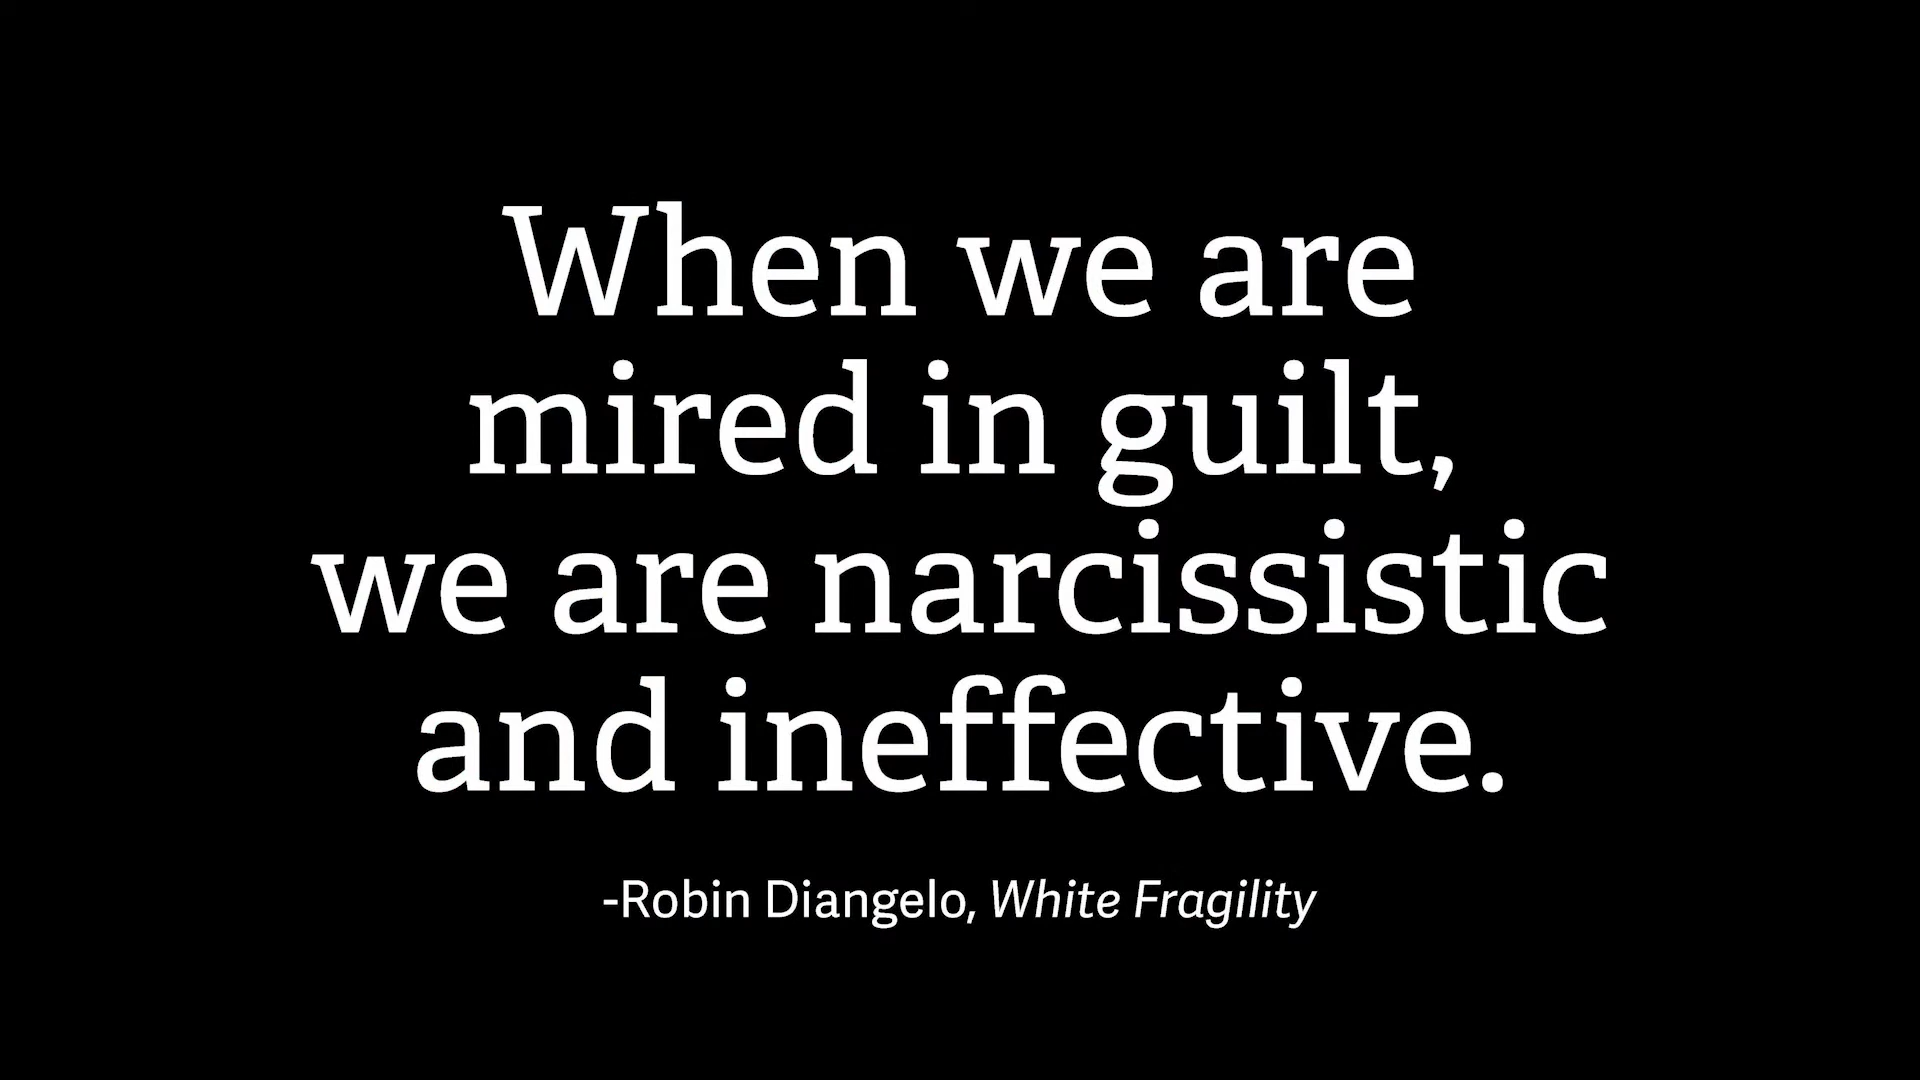 When we are
mired in guilt,
we are narcissistic
and ineffective.
-Robin Diangelo, White Fragility